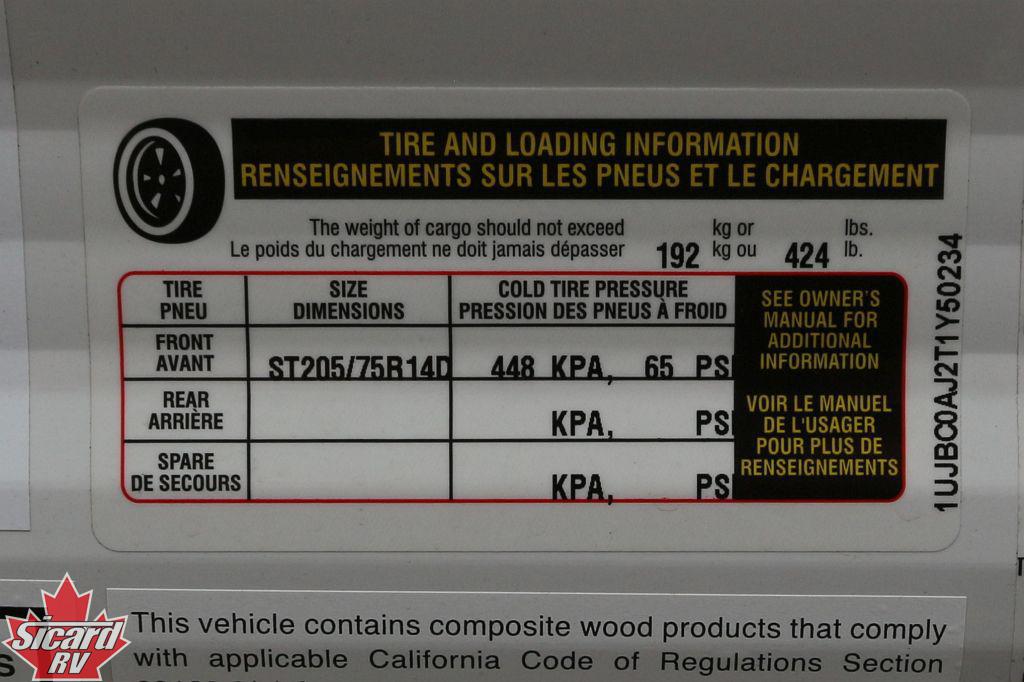 TIRE AND LOADING INFORMATION
RENSEIGNEMENTS SUR LES PNEUS ET LE CHARGEMENT
The weight of cargo should not exceed kg or lbs.
Le poids du chargement ne doit jamais dépasser 192 kg ou 424 lb.
TIRE SIZE COLD TIRE PRESSURE
PNEU DIMENSIONS PRESSION DES PNEUS À FROID
FRONT
AVANT ST205/75R14D 448 KPA, 65 PSI
REAR
ARRIÈRE KPA, PSI
SPARE
DE SECOURS KPA, PSI
SEE OWNER'S
MANUAL FOR
ADDITIONAL
INFORMATION
VOIR LE MANUEL
DE L'USAGER
POUR PLUS DE
RENSEIGNEMENTS
1UJBC0AJ2T1Y50234
This vehicle contains composite wood products that comply
with applicable California Code of Regulations Section
Sicard
RV